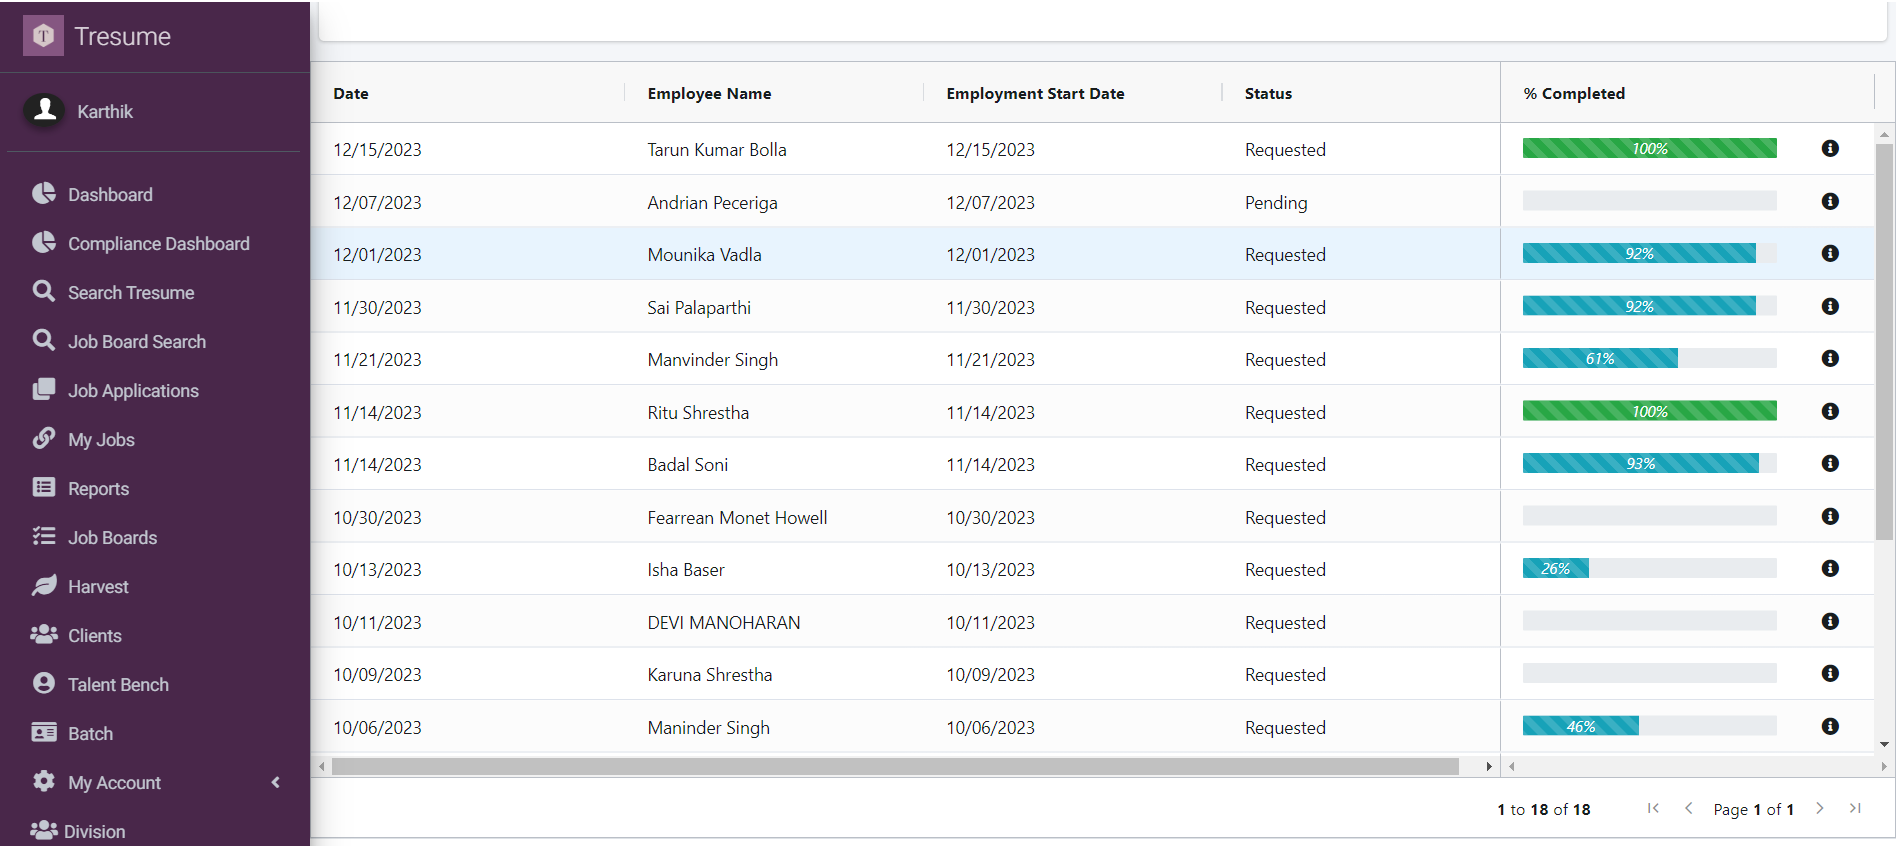 Tresume
Karthik
Dashboard
Compliance Dashboard
Search Tresume
Job Board Search
Job Applications
My Jobs
Reports
Job Boards
Harvest
Clients
Talent Bench
Batch
My Account
Division
Date Employee Name Employment Start Date Status % Completed
12/15/2023 Tarun Kumar Bolla 12/15/2023 Requested 100%
12/07/2023 Andrian Peceriga 12/07/2023 Pending
12/01/2023 Mounika Vadla 12/01/2023 Requested 92%
11/30/2023 Sai Palaparthi 11/30/2023 Requested 92%
11/21/2023 Manvinder Singh 11/21/2023 Requested 61%
11/14/2023 Ritu Shrestha 11/14/2023 Requested 100%
11/14/2023 Badal Soni 11/14/2023 Requested 93%
10/30/2023 Fearrean Monet Howell 10/30/2023 Requested
10/13/2023 Isha Baser 10/13/2023 Requested 26%
10/11/2023 DEVI MANOHARAN 10/11/2023 Requested
10/09/2023 Karuna Shrestha 10/09/2023 Requested
10/06/2023 Maninder Singh 10/06/2023 Requested 46%
1 to 18 of 18 Page 1 of 1